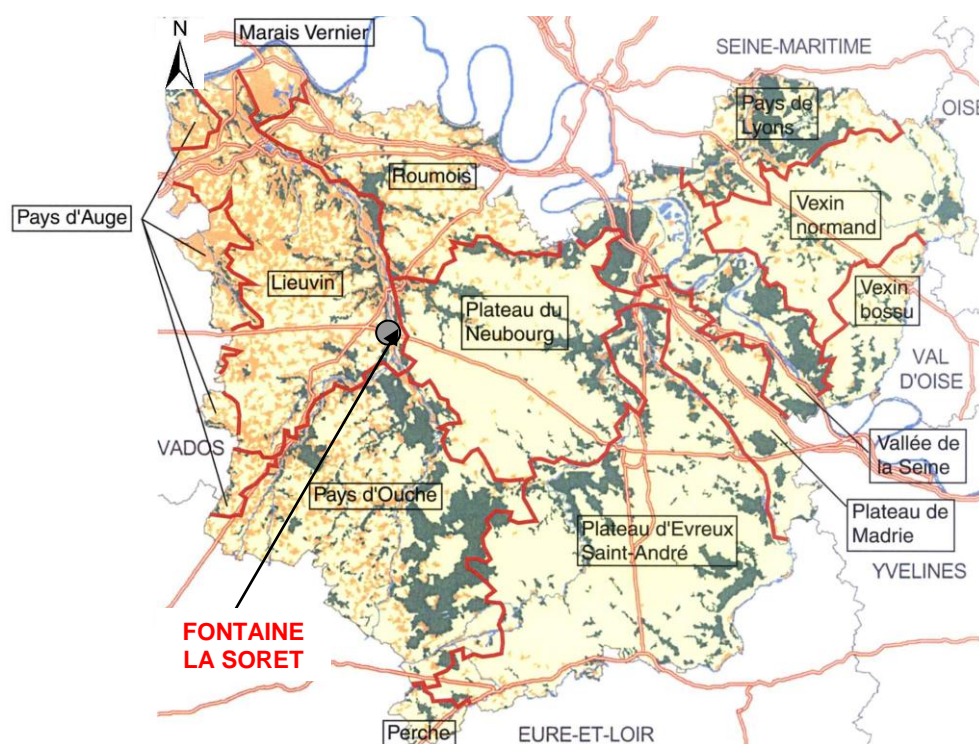 N
Marais Vernier
SEINE-MARITIME
Pays de
Lyons
OISE
Roumois
Pays d'Auge
Vexin
normand
Lieuvin
Plateau du
Neubourg
Vexin
bossu
VAL
D'OISE
VADOS
Vallée de
la Seine
Pays d'Ouche
Plateau d'Evreux
Saint-André
Plateau de
Madrie
YVELINES
FONTAINE
LA SORET
Perche
EURE-ET-LOIR